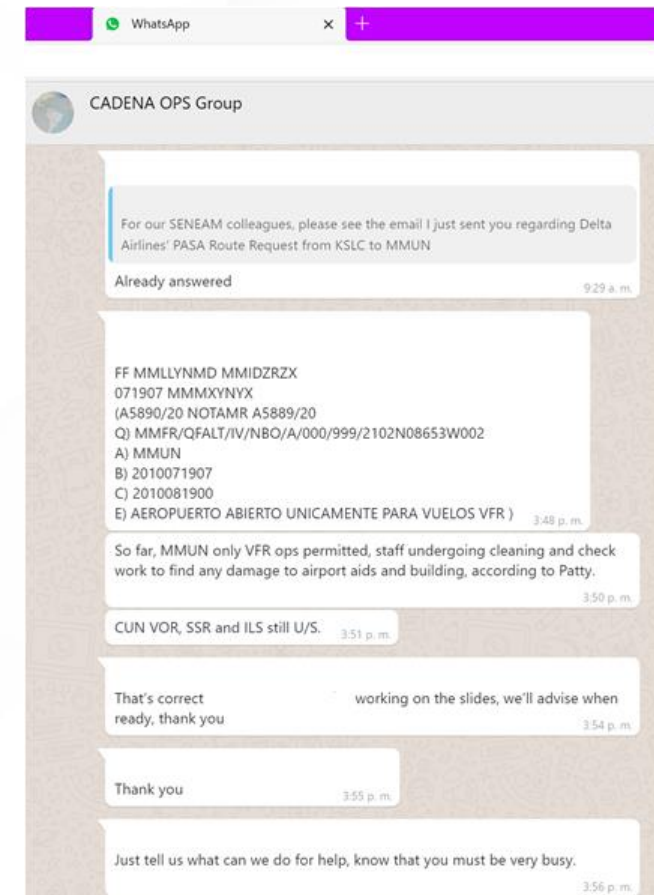 WhatsApp
CADENA OPS Group
For our SENEAM colleagues, please see the email I just sent you regarding Delta
Airlines' PASA Route Request from KSLC to MMUN
Already answered
9:29 a. m.
FF MMLLYNMD MMIDZRZX
071907 MMMXYNYX
(A5890/20 NOTAMR A5889/20
Q) MMFR/QFALT/IV/NBO/A/000/999/2102N08653W002
A) MMUN
B) 2010071907
C) 2010081900
E) AEROPUERTO ABIERTO UNICAMENTE PARA VUELOS VFR )
3:48 p. m.
So far, MMUN only VFR ops permitted, staff undergoing cleaning and check
work to find any damage to airport aids and building, according to Patty.
3:50 p. m.
CUN VOR, SSR and ILS still U/S.
3:51 p. m.
That's correct working on the slides, we'll advise when
ready, thank you
3:54 p. m.
Thank you
3:55 p. m.
Just tell us what can we do for help, know that you must be very busy.
3:56 p. m.